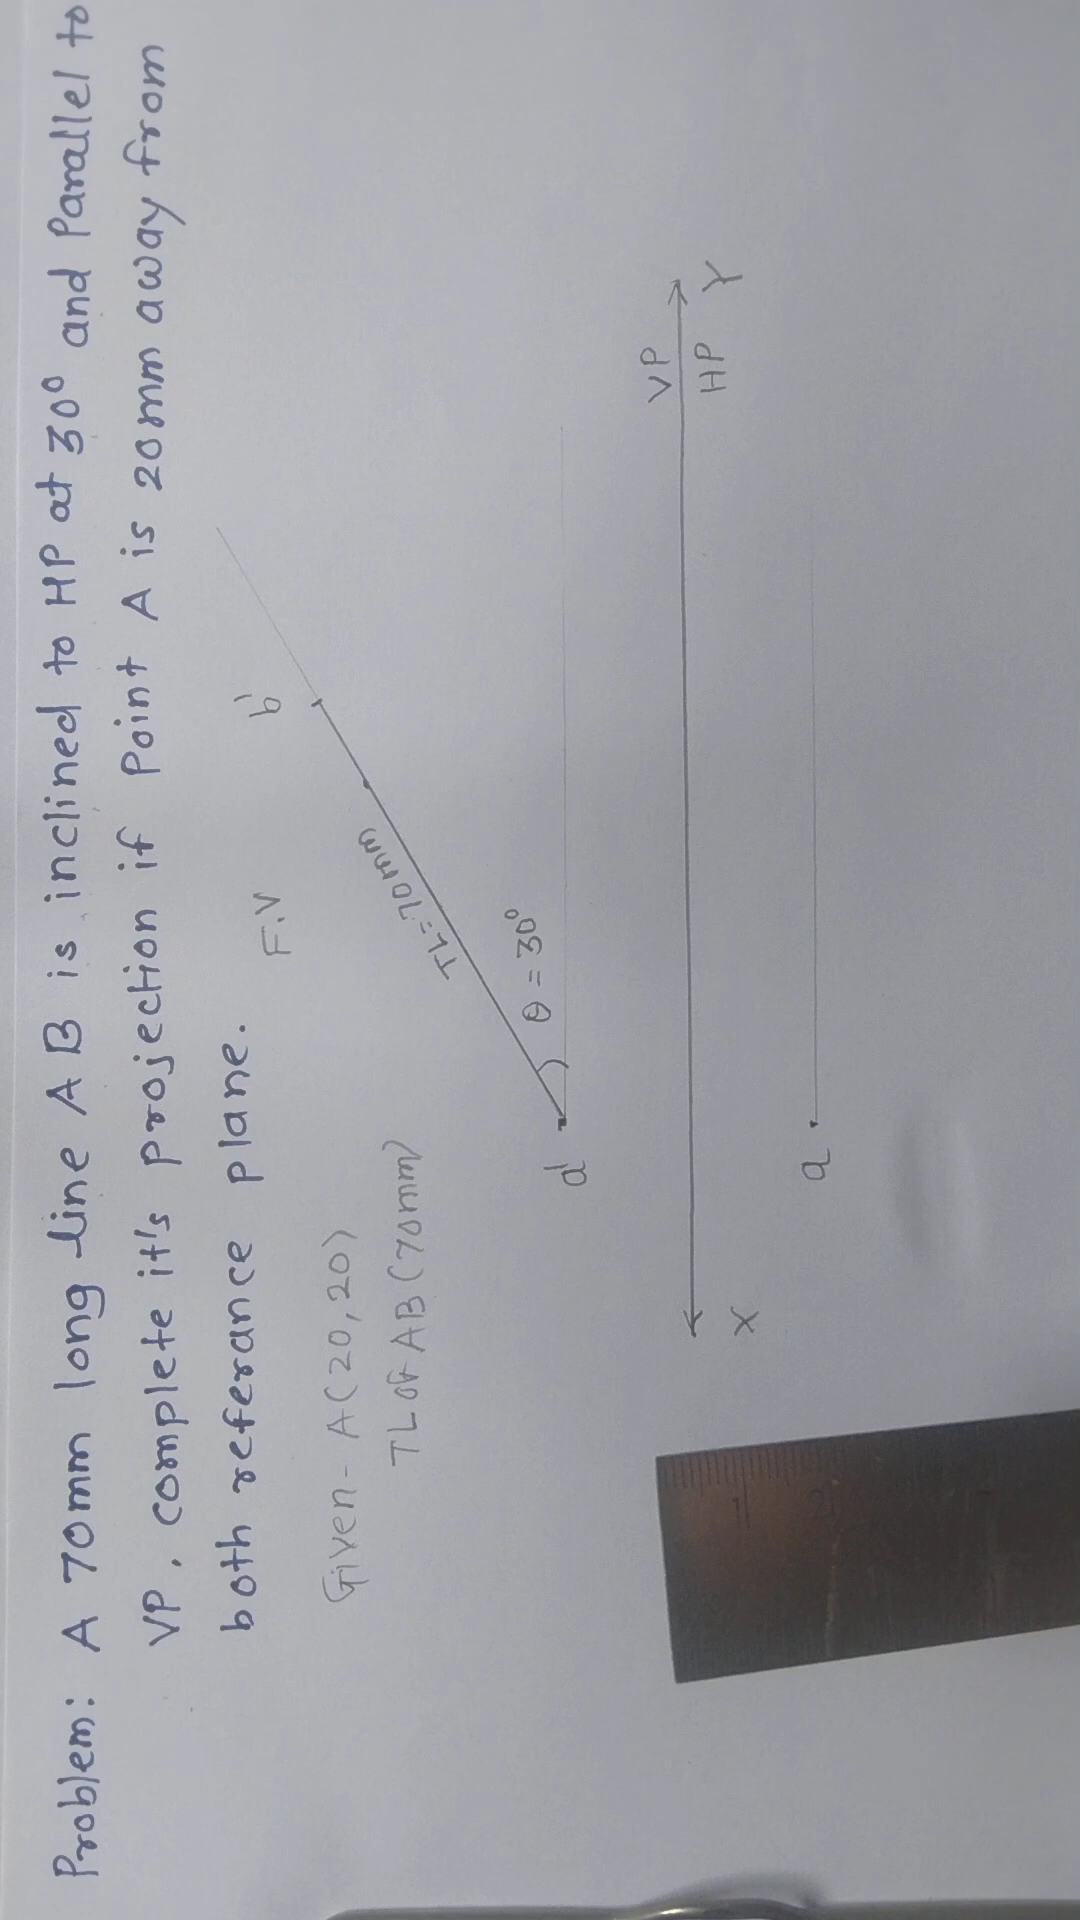 Problem: A 70mm long line AB is inclined to HP at 30° and Parallel to
VP, complete it's projection if Point A is 20mm away from
both referance plane.
F.V
Given - A(20,20)
TL of AB (70mm)
b'
TL=70mm
θ = 30°
a'
VP
HP
X
Y
a
1
2